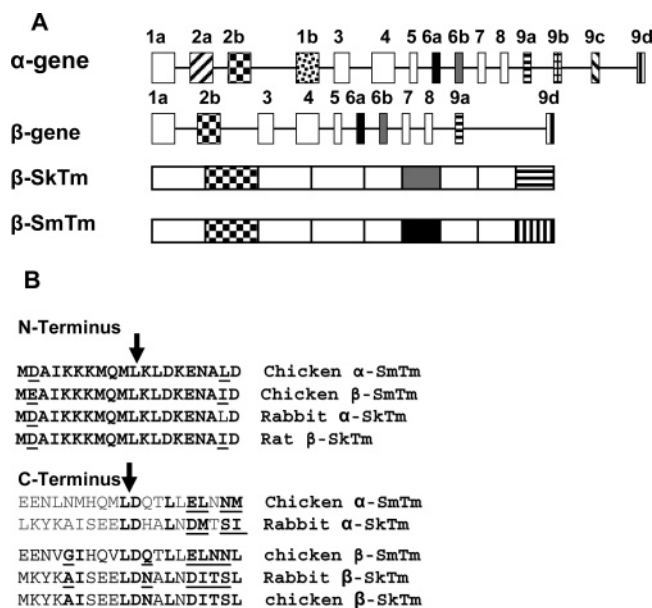 A
1a 2a 2b 1b 3 4 5 6a 6b 7 8 9a 9b 9c 9d
α-gene
1a 2b 3 4 5 6a 6b 7 8 9a 9d
β-gene
β-SkTm
β-SmTm
B
N-Terminus
MDAIKKKMQMLKLDKENALD Chicken α-SmTm
MEAIKKKMQMLKLDKENAID Chicken β-SmTm
MDAIKKKMQMLKLDKENALD Rabbit α-SkTm
MDAIKKKMQMLKLDKENAID Rat β-SkTm
C-Terminus
EENLNMHQMLDQTLLELNNM Chicken α-SmTm
LKYKAISEELDHALNDMTSI Rabbit α-SkTm
EENVGIHQVLDQTLLELNNL chicken β-SmTm
MKYKAISEELDNALNDITSL Rabbit β-SkTm
MKYKAISEELDNALNDITSL chicken β-SkTm